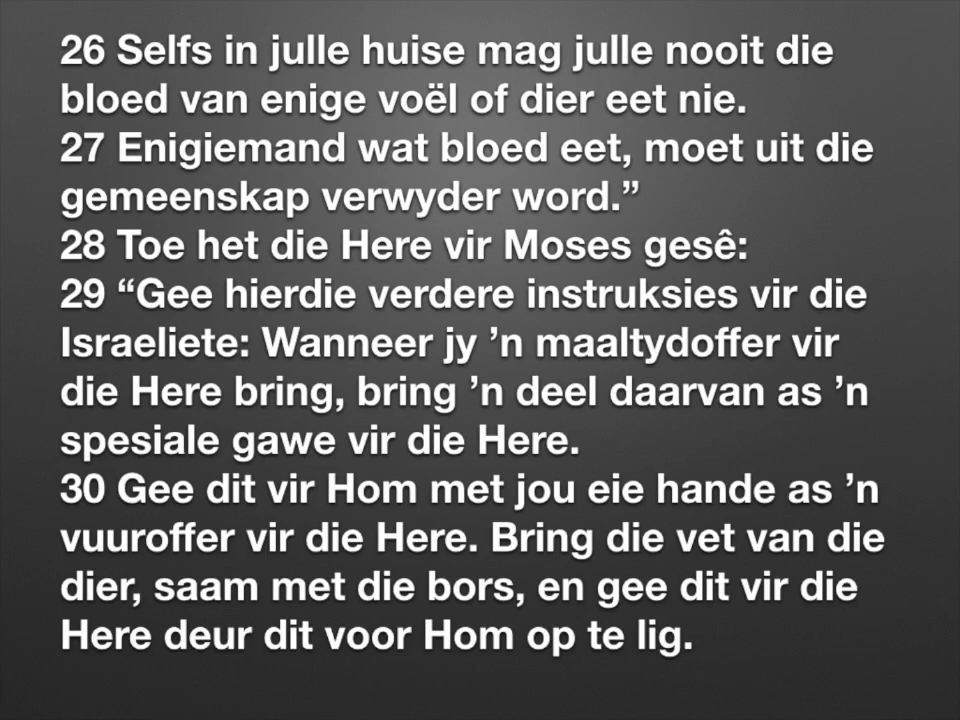 26 Selfs in julle huise mag julle nooit die
bloed van enige voël of dier eet nie.
27 Enigiemand wat bloed eet, moet uit die
gemeenskap verwyder word.”
28 Toe het die Here vir Moses gesê:
29 “Gee hierdie verdere instruksies vir die
Israeliete: Wanneer jy ’n maaltydoffer vir
die Here bring, bring ’n deel daarvan as ’n
spesiale gawe vir die Here.
30 Gee dit vir Hom met jou eie hande as ’n
vuuroffer vir die Here. Bring die vet van die
dier, saam met die bors, en gee dit vir die
Here deur dit voor Hom op te lig.